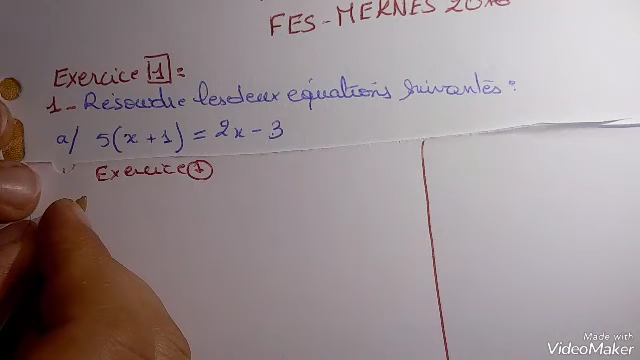 FES-MEKNES 2018
Exercice 1 :
1 - Résoudre les deux équations suivantes :
a/ 5(x+1) = 2x - 3
Exercice 1
Made with
VideoMaker